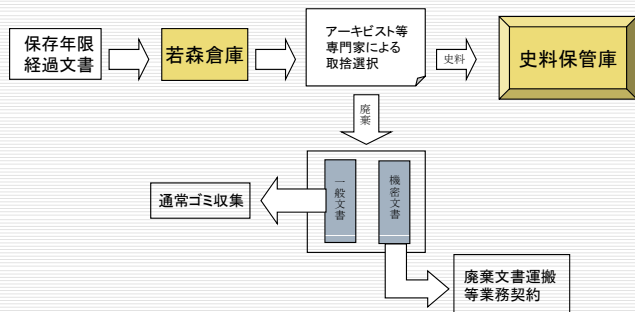 保存年限
経過文書
若森倉庫
アーキビスト等
専門家による
取捨選択
史料
史料保管庫
廃棄
一般文書
機密文書
通常ゴミ収集
廃棄文書運搬
等業務契約